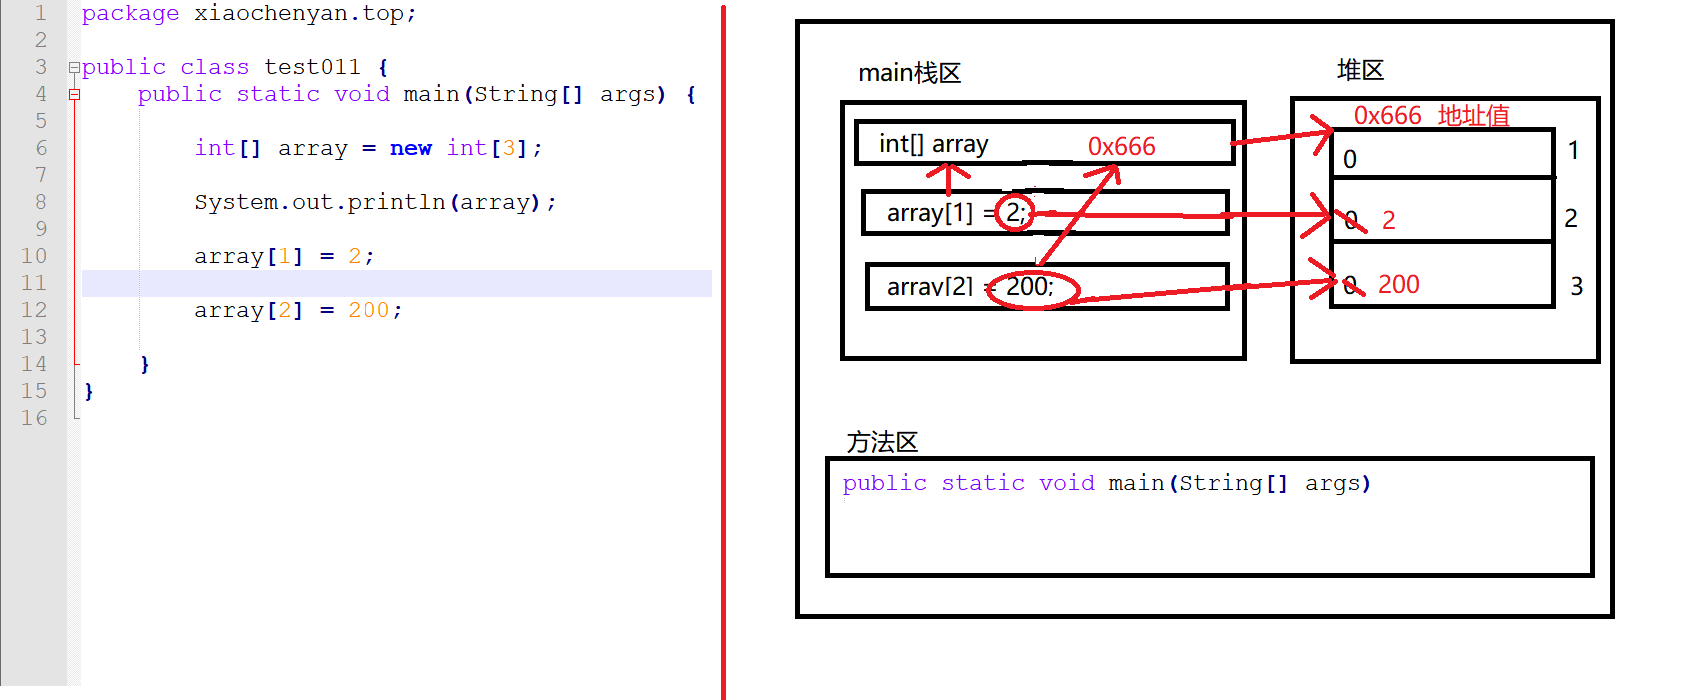 1 package xiaochenyan.top;
2
3 public class test011 {
4 public static void main(String[] args) {
5
6 int[] array = new int[3];
7
8 System.out.println(array);
9
10 array[1] = 2;
11
12 array[2] = 200;
13
14 }
15 }
16
main栈区
int[] array 0x666
array[1] = 2;
array[2] = 200;
堆区
0x666 地址值
0 1
0 2 2
0 200 3
方法区
public static void main(String[] args)